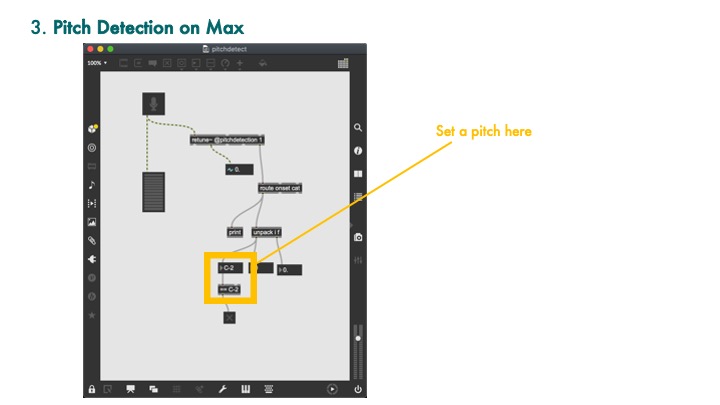 3. Pitch Detection on Max
pitchdetect
100%
Set a pitch here
retune~ @pitchdetection 1
0.
route onset cat
print
unpack i f
C-2
0.
== C-2